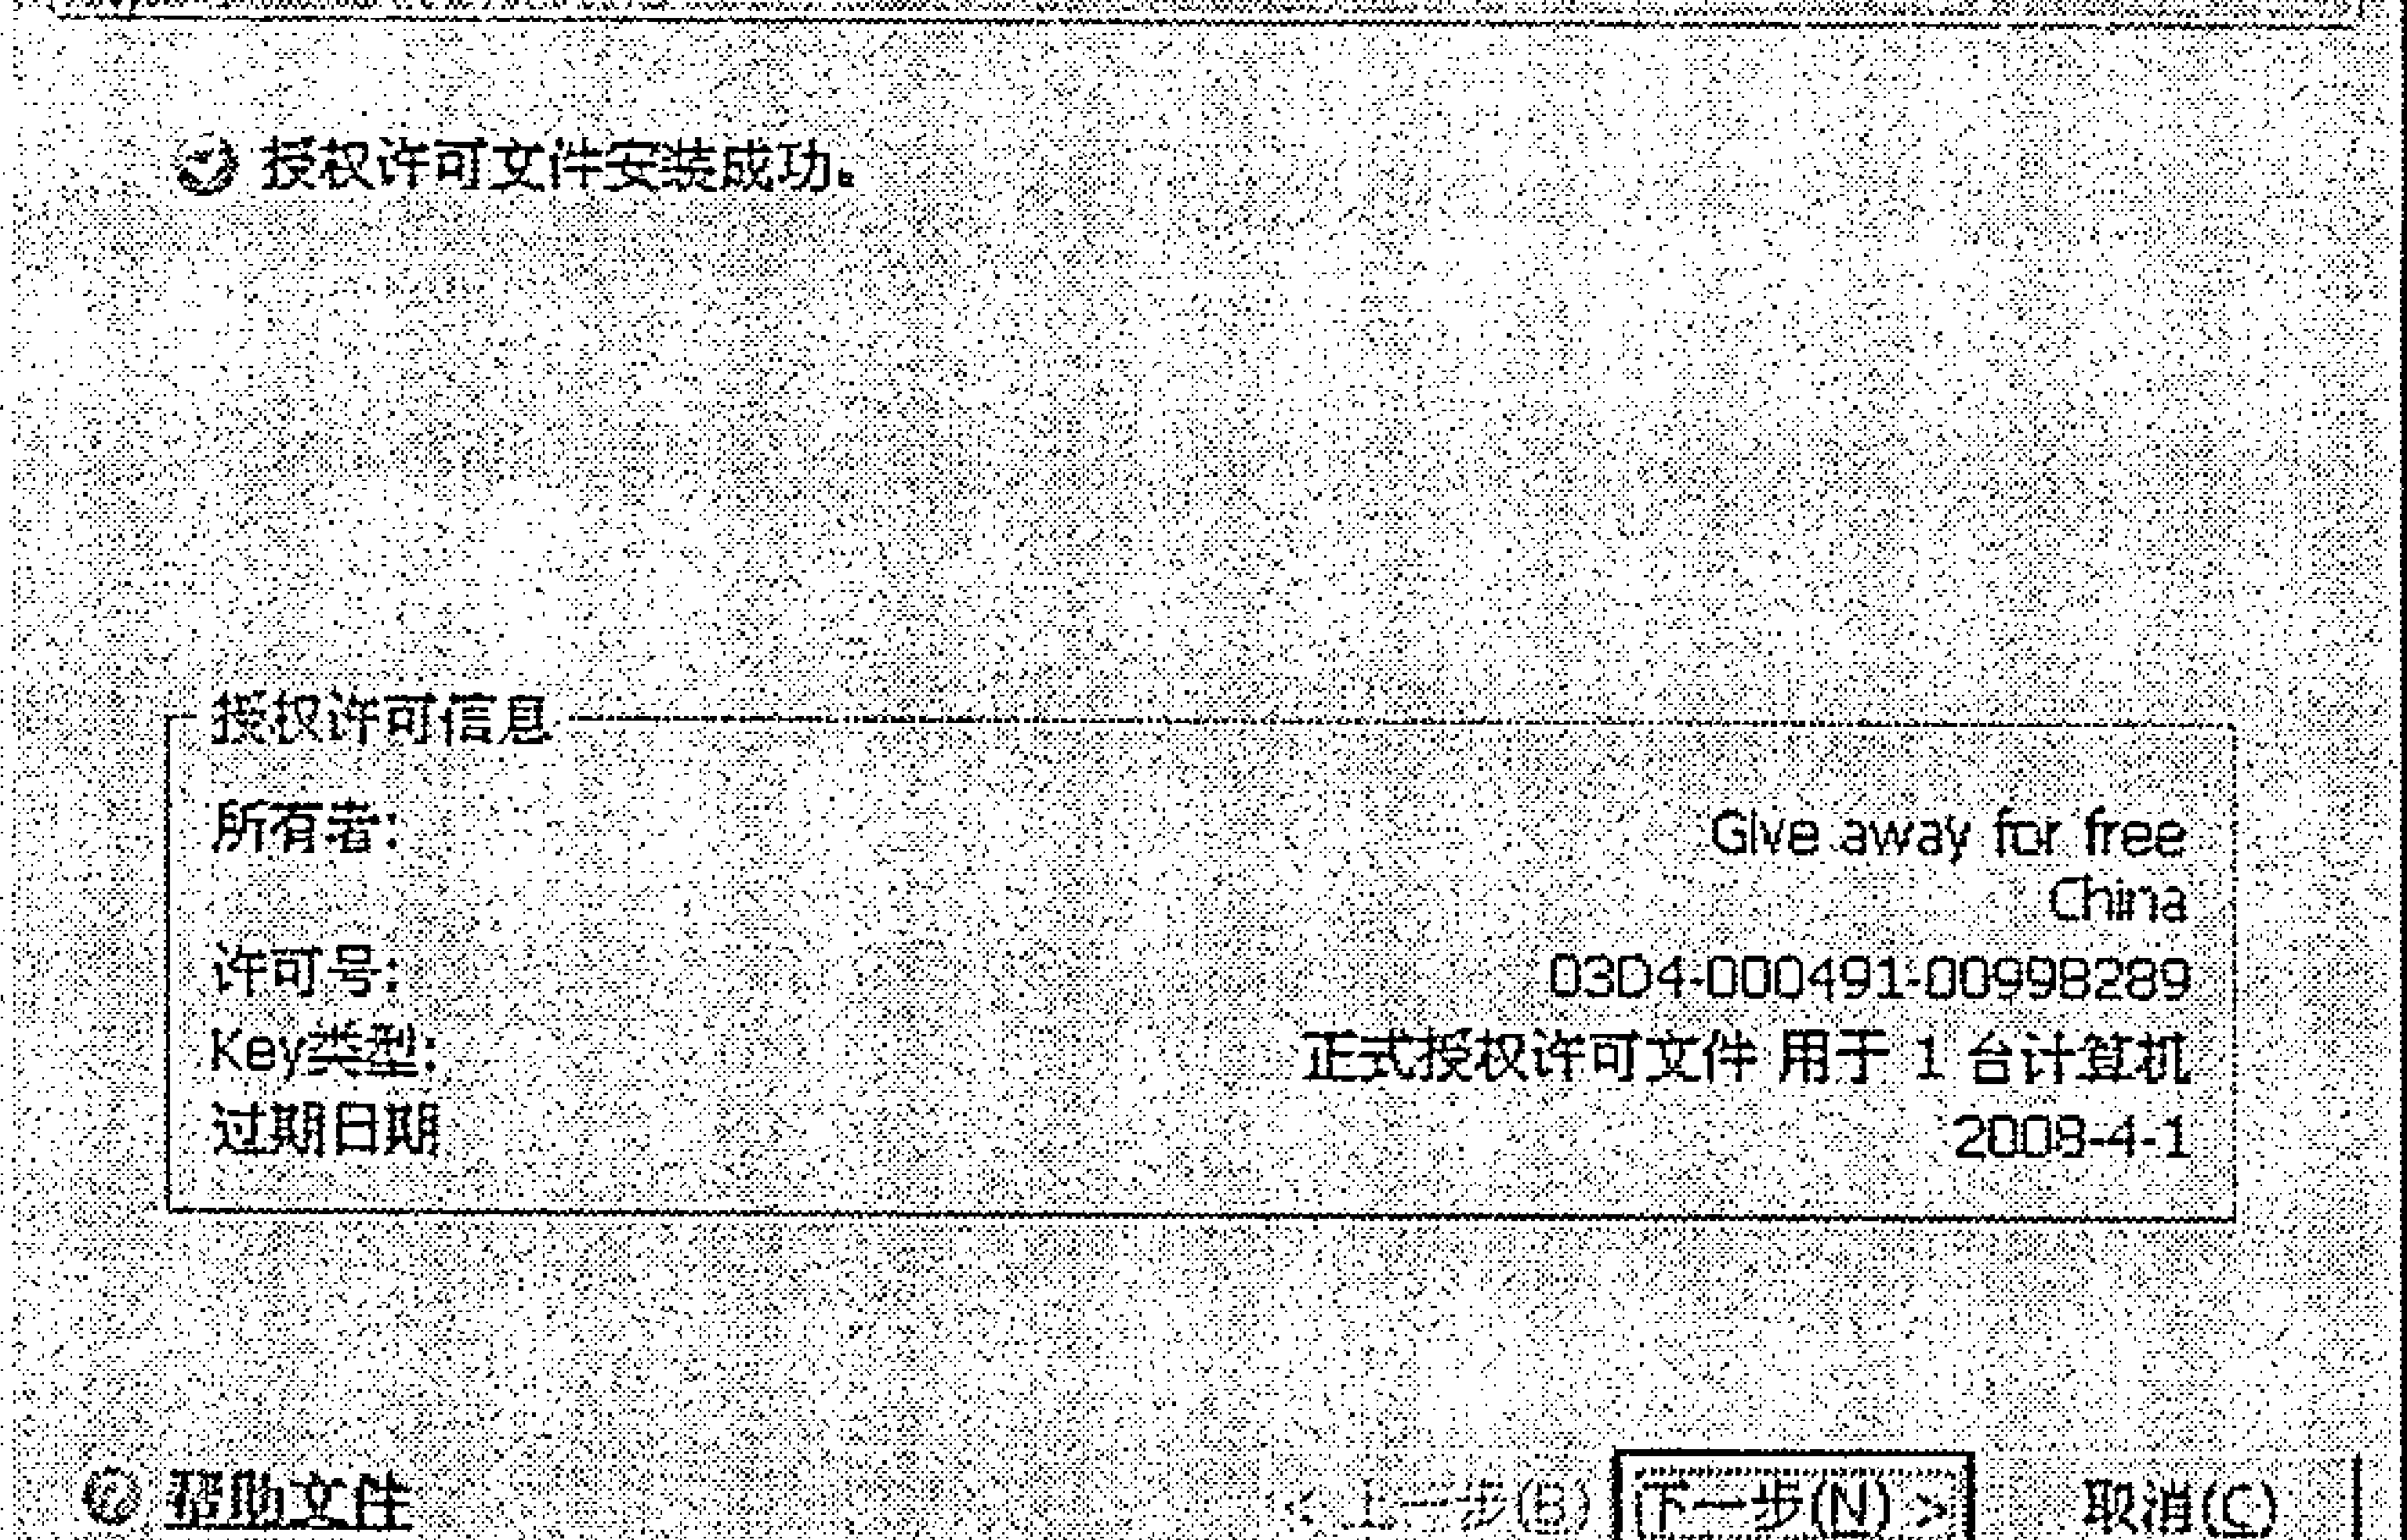 授权许可文件安装成功。
授权许可信息
所有者: Give away for free
China
许可号: 03D4-000491-00998289
Key类型: 正式授权许可文件 用于 1 台计算机
过期日期 2008-4-1
帮助文件 < 上一步(B) 下一步(N) > 取消(C)